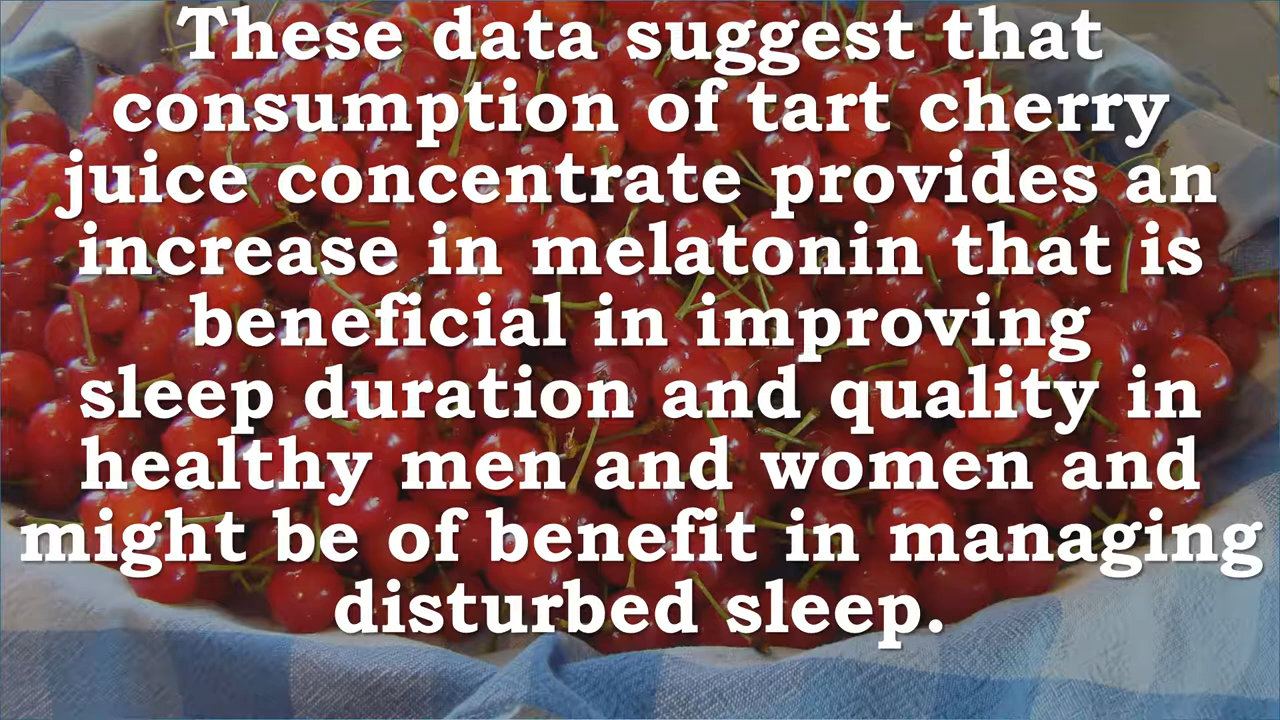 These data suggest that
consumption of tart cherry
juice concentrate provides an
increase in melatonin that is
beneficial in improving
sleep duration and quality in
healthy men and women and
might be of benefit in managing
disturbed sleep.